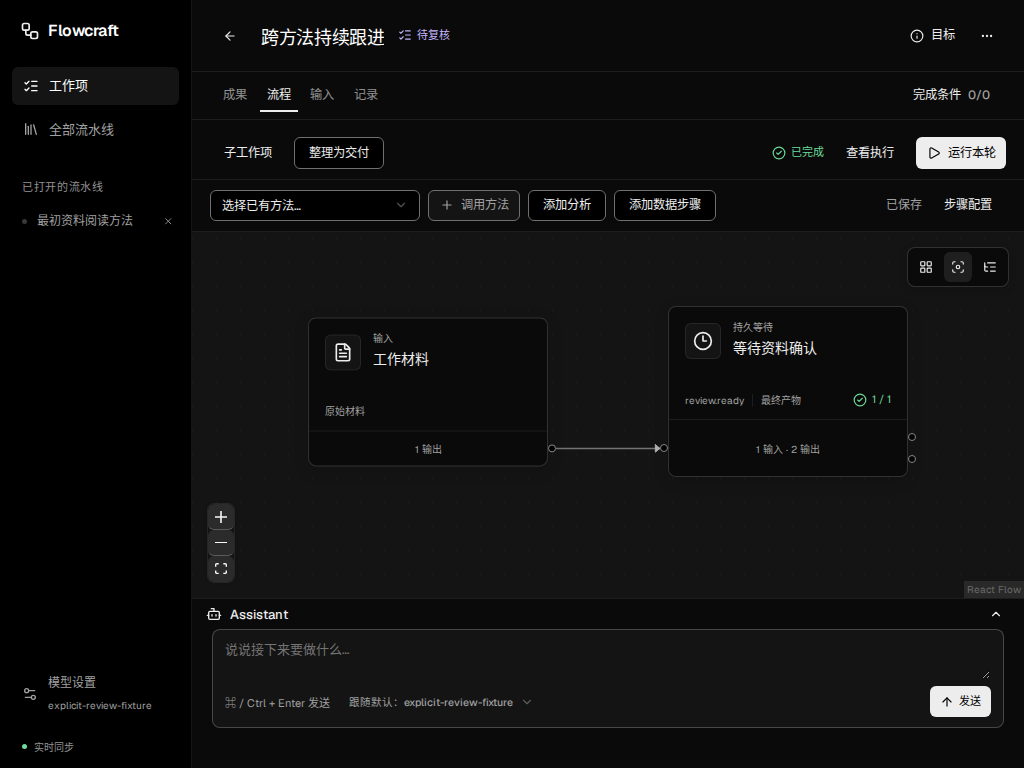 Flowcraft
工作项
全部流水线
已打开的流水线
最初资料阅读方法
模型设置
explicit-review-fixture
实时同步
跨方法持续跟进
待复核
目标
成果
流程
输入
记录
完成条件 0/0
子工作项
整理为交付
已完成
查看执行
运行本轮
选择已有方法...
调用方法
添加分析
添加数据步骤
已保存
步骤配置
输入
工作材料
原始材料
1 输出
持久等待
等待资料确认
review.ready
最终产物
1 / 1
1 输入 · 2 输出
React Flow
Assistant
说说接下来要做什么...
⌘ / Ctrl + Enter 发送
跟随默认：explicit-review-fixture
发送